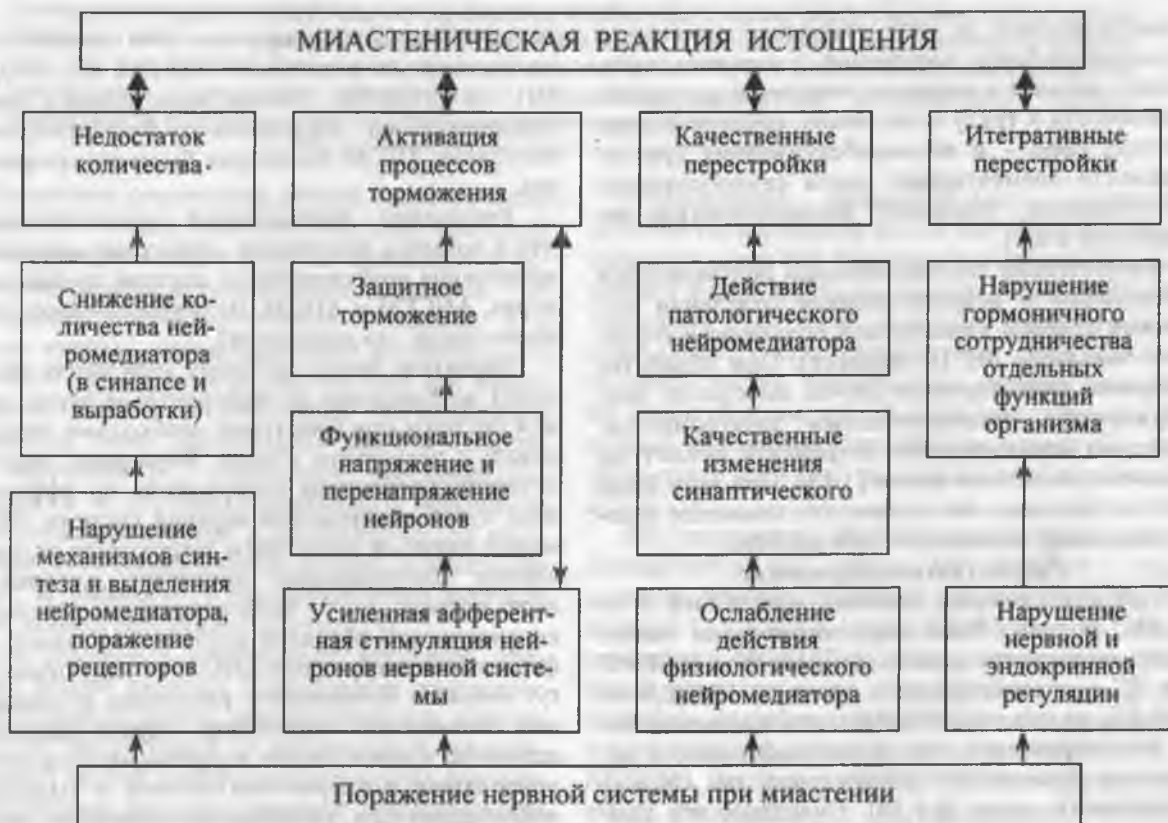 МИАСТЕНИЧЕСКАЯ РЕАКЦИЯ ИСТОЩЕНИЯ
Недостаток
количества
Активация
процессов
торможения
Качественные
перестройки
Итегративные
перестройки
Снижение ко-
личества ней-
ромедиатора
(в синапсе и
выработки)
Защитное
торможение
Действие
патологического
нейромедиатора
Нарушение
гормоничного
сотрудничества
отдельных
функций
организма
Функциональное
напряжение и
перенапряжение
нейронов
Качественные
изменения
синаптического
Нарушение
механизмов син-
теза и выделения
нейромедиатора,
поражение
рецепторов
Усиленная афферент-
ная стимуляция ней-
ронов нервной систе-
мы
Ослабление
действия
физиологического
нейромедиатора
Нарушение
нервной и
эндокринной
регуляции
Поражение нервной системы при миастении